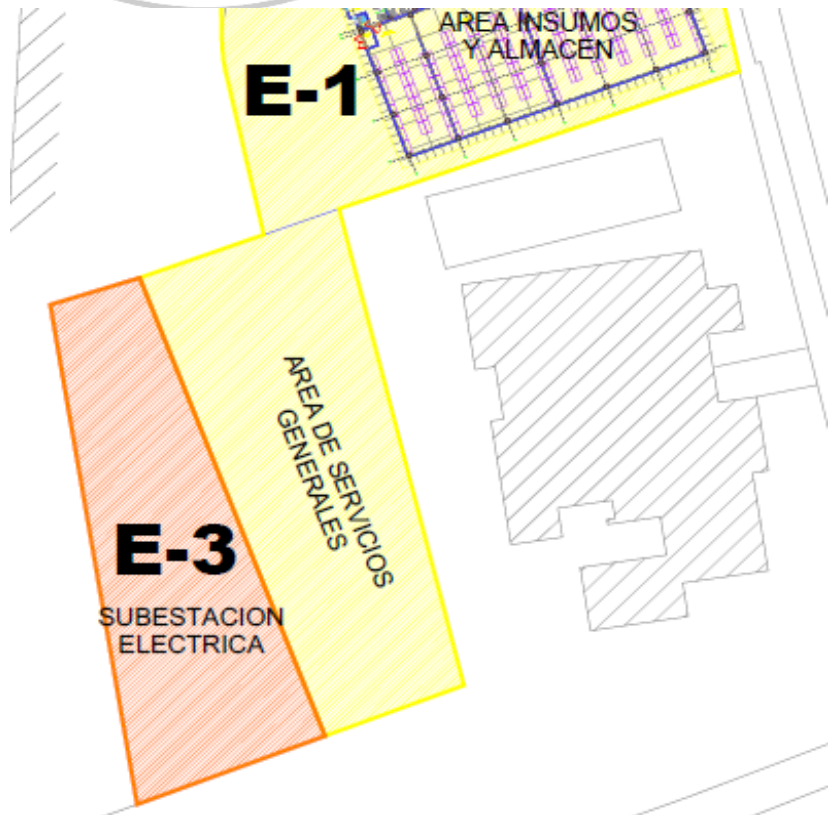 AREA INSUMOS
Y ALMACEN
E-1
AREA DE SERVICIOS
GENERALES
E-3
SUBESTACION
ELECTRICA